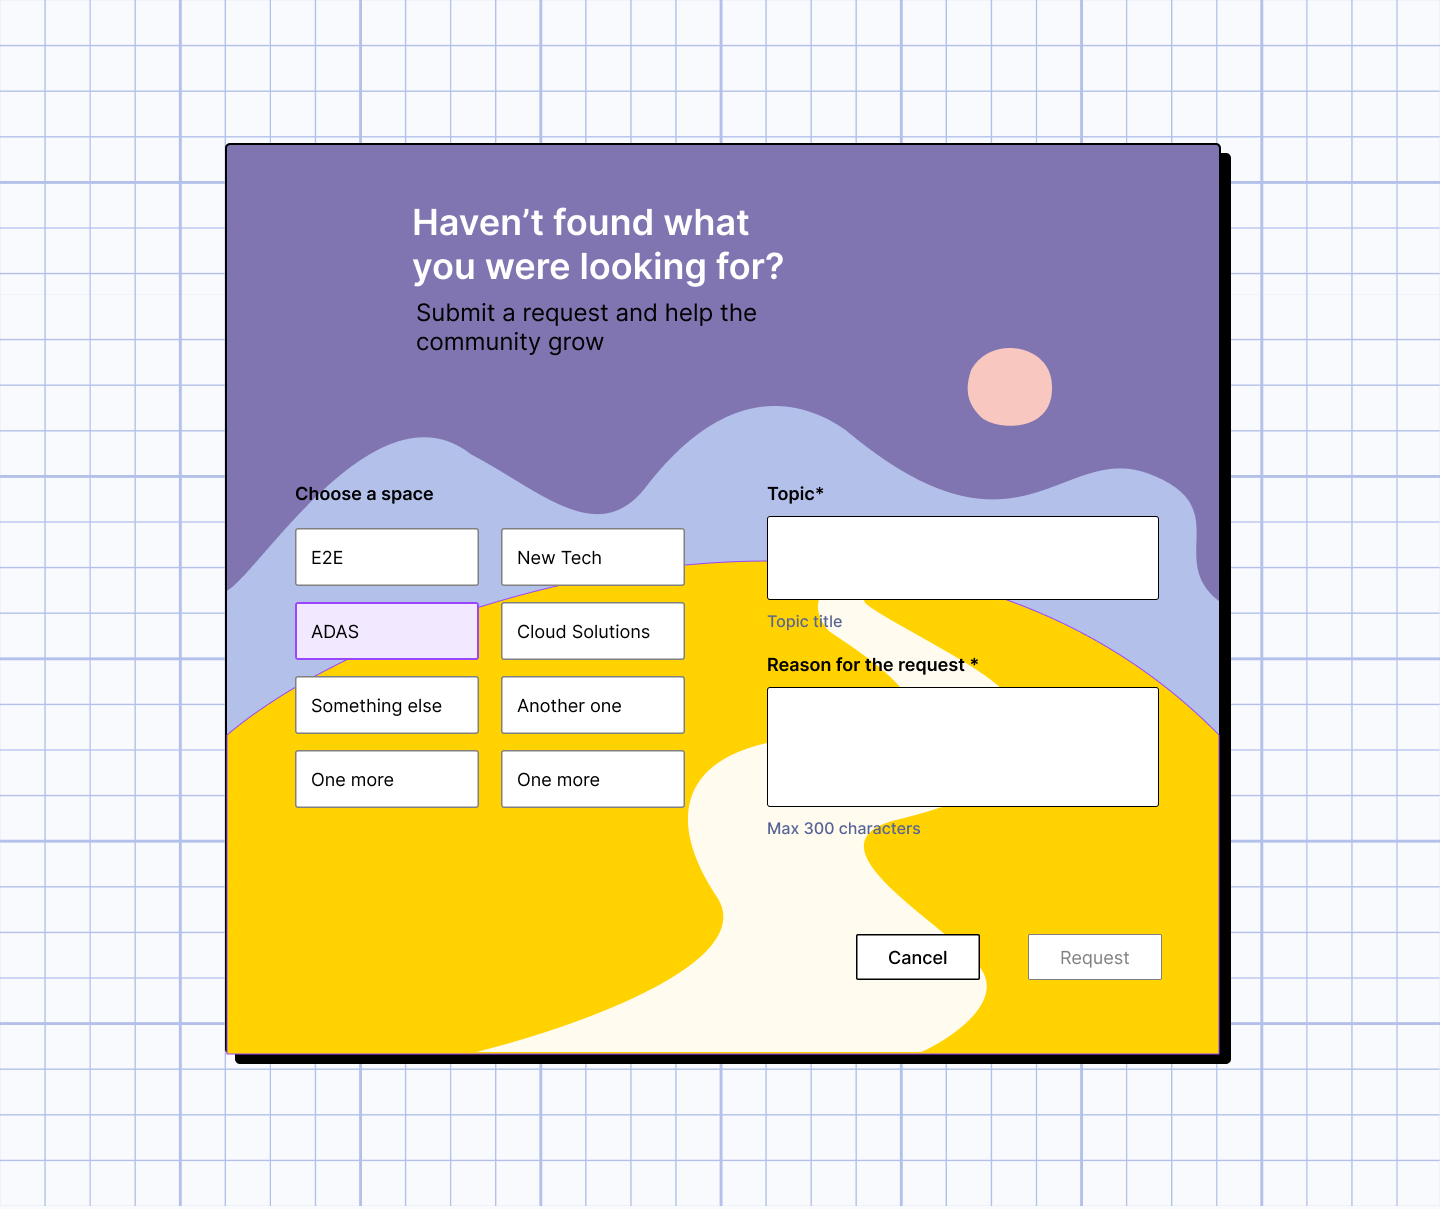 Haven’t found what
you were looking for?
Submit a request and help the
community grow
Choose a space
E2E
New Tech
ADAS
Cloud Solutions
Something else
Another one
One more
One more
Topic*
Topic title
Reason for the request *
Max 300 characters
Cancel
Request